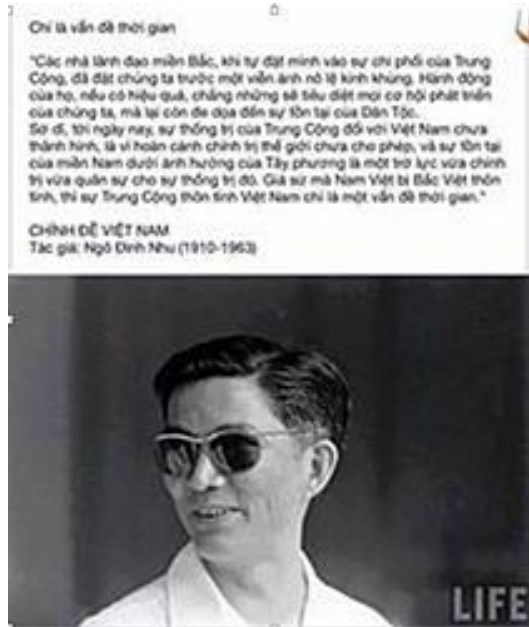 Chỉ là vấn đề thời gian
"Các nhà lãnh đạo miền Bắc, khi tự đặt mình vào sự chi phối của Trung
Cộng, đã đặt chúng ta trước một viễn ảnh nô lệ kinh khủng. Hành động
của họ, nếu có hiệu quả, chẳng những sẽ tiêu diệt mọi cơ hội phát triển
của chúng ta, mà lại còn đe dọa đến sự tồn tại của Dân Tộc.
Sở dĩ, tới ngày nay, sự thống trị của Trung Cộng đối với Việt Nam chưa
thành hình, là vì hoàn cảnh chính trị thế giới chưa cho phép, và sự tồn tại
của miền Nam dưới ảnh hưởng của Tây phương là một trở lực vừa chính
trị vừa quân sự cho sự thống trị đó. Giả sử mà Nam Việt bị Bắc Việt thôn
tính, thì sự Trung Cộng thôn tính Việt Nam chỉ là một vấn đề thời gian."
CHÍNH ĐỀ VIỆT NAM
Tác giả: Ngô Đình Nhu (1910-1963)
LIFE